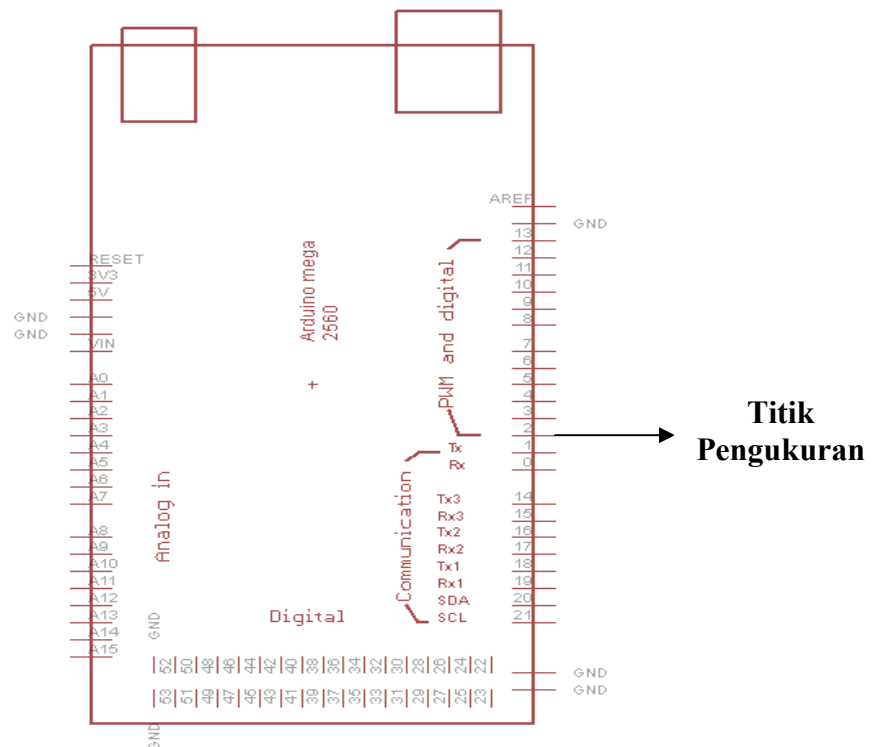 AREF
GND
13
12
11
10
9
8
7
6
5
4
3
2
1
0
PWM and digital
Tx
Rx
Communication
Tx3
Rx3
Tx2
Rx2
Tx1
Rx1
SDA
SCL
14
15
16
17
18
19
20
21
GND
GND
RESET
3V3
5V
GND
GND
VIN
A0
A1
A2
A3
A4
A5
A6
A7
A8
A9
A10
A11
A12
A13
A14
A15
Analog in
Arduino mega
2560
+
Titik
Pengukuran
Digital
GND
52 50 48 46 44 42 40 38 36 34 32 30 28 26 24 22
53 51 49 47 45 43 41 39 37 35 33 31 29 27 25 23
GND